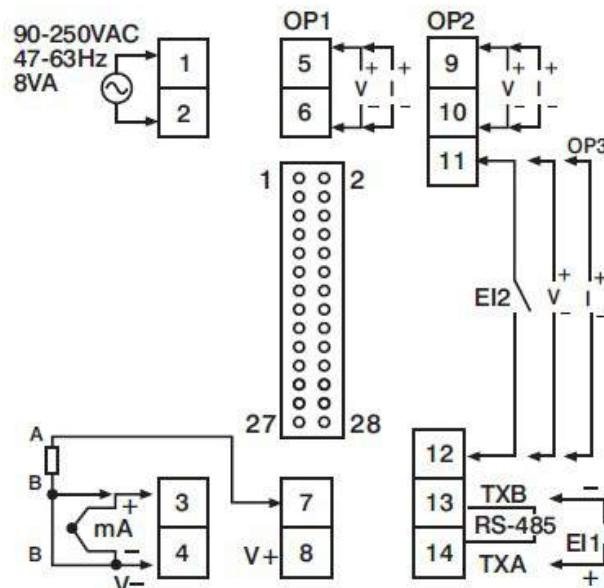 90-250VAC
47-63Hz
8VA
1
2
OP1
5
6
+
V
I
−
+
−
OP2
9
10
11
+
V
I
−
+
−
OP3
1
2
27
28
EI2
+
V
−
+
I
−
A
B
B
+
mA
−
V−
3
4
7
8
V+
12
13
14
TXB
RS-485
TXA
−
EI1
+